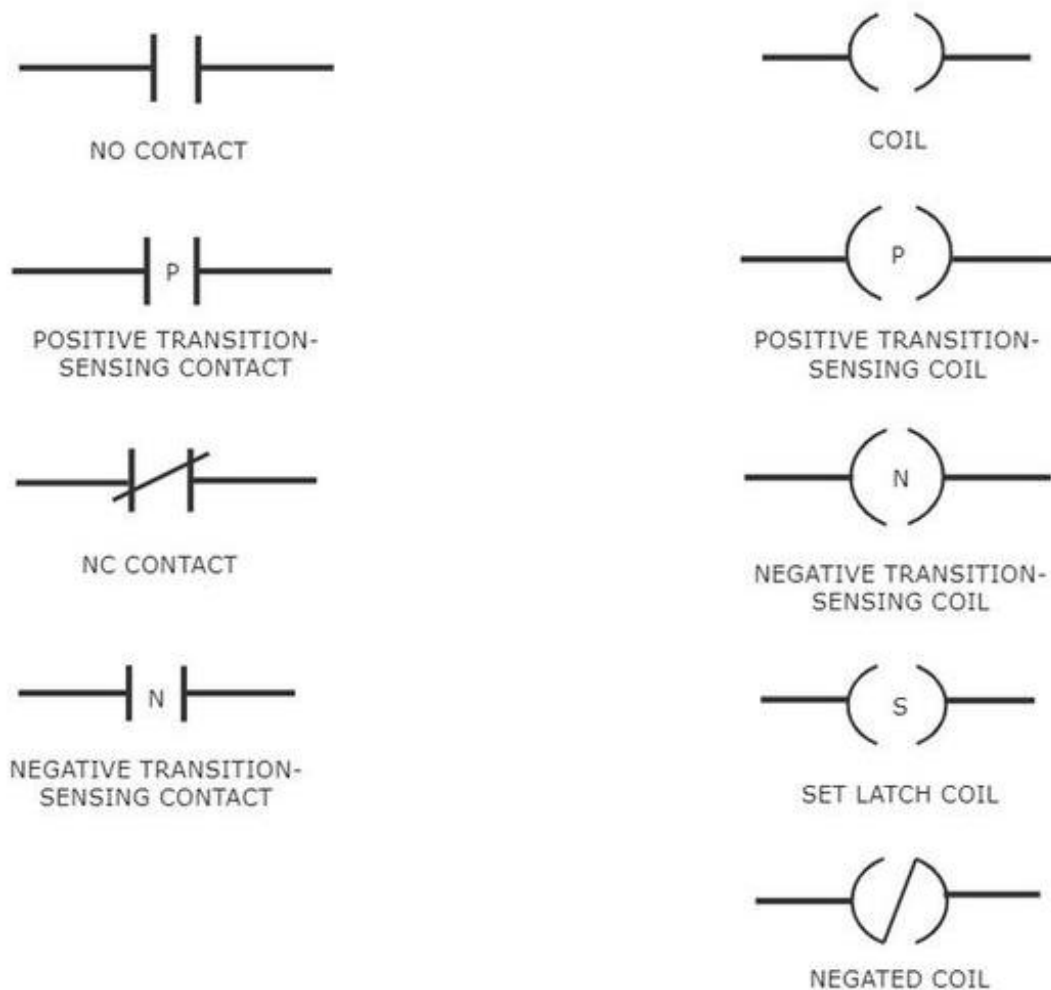 NO CONTACT
COIL
P
P
POSITIVE TRANSITION-
SENSING CONTACT
POSITIVE TRANSITION-
SENSING COIL
NC CONTACT
N
NEGATIVE TRANSITION-
SENSING COIL
N
NEGATIVE TRANSITION-
SENSING CONTACT
S
SET LATCH COIL
NEGATED COIL